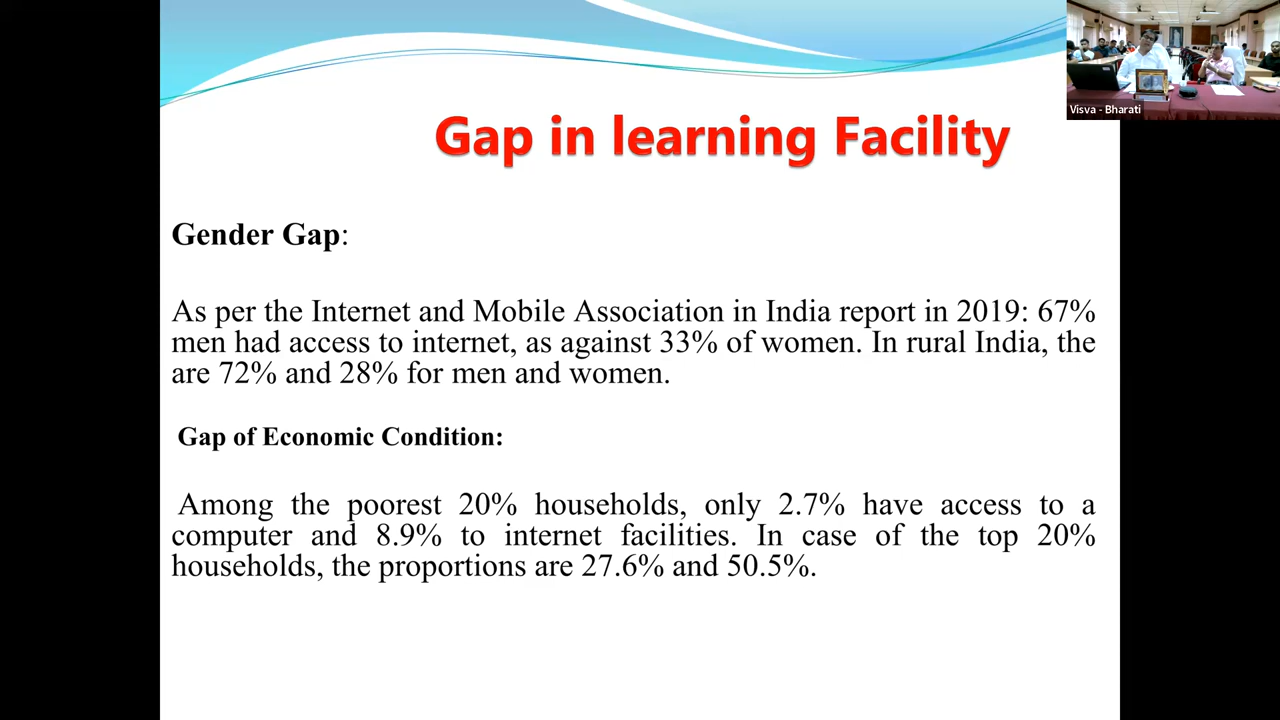 Visva - Bharati
Gap in learning Facility
Gender Gap:
As per the Internet and Mobile Association in India report in 2019: 67%
men had access to internet, as against 33% of women. In rural India, the
are 72% and 28% for men and women.
Gap of Economic Condition:
Among the poorest 20% households, only 2.7% have access to a
computer and 8.9% to internet facilities. In case of the top 20%
households, the proportions are 27.6% and 50.5%.